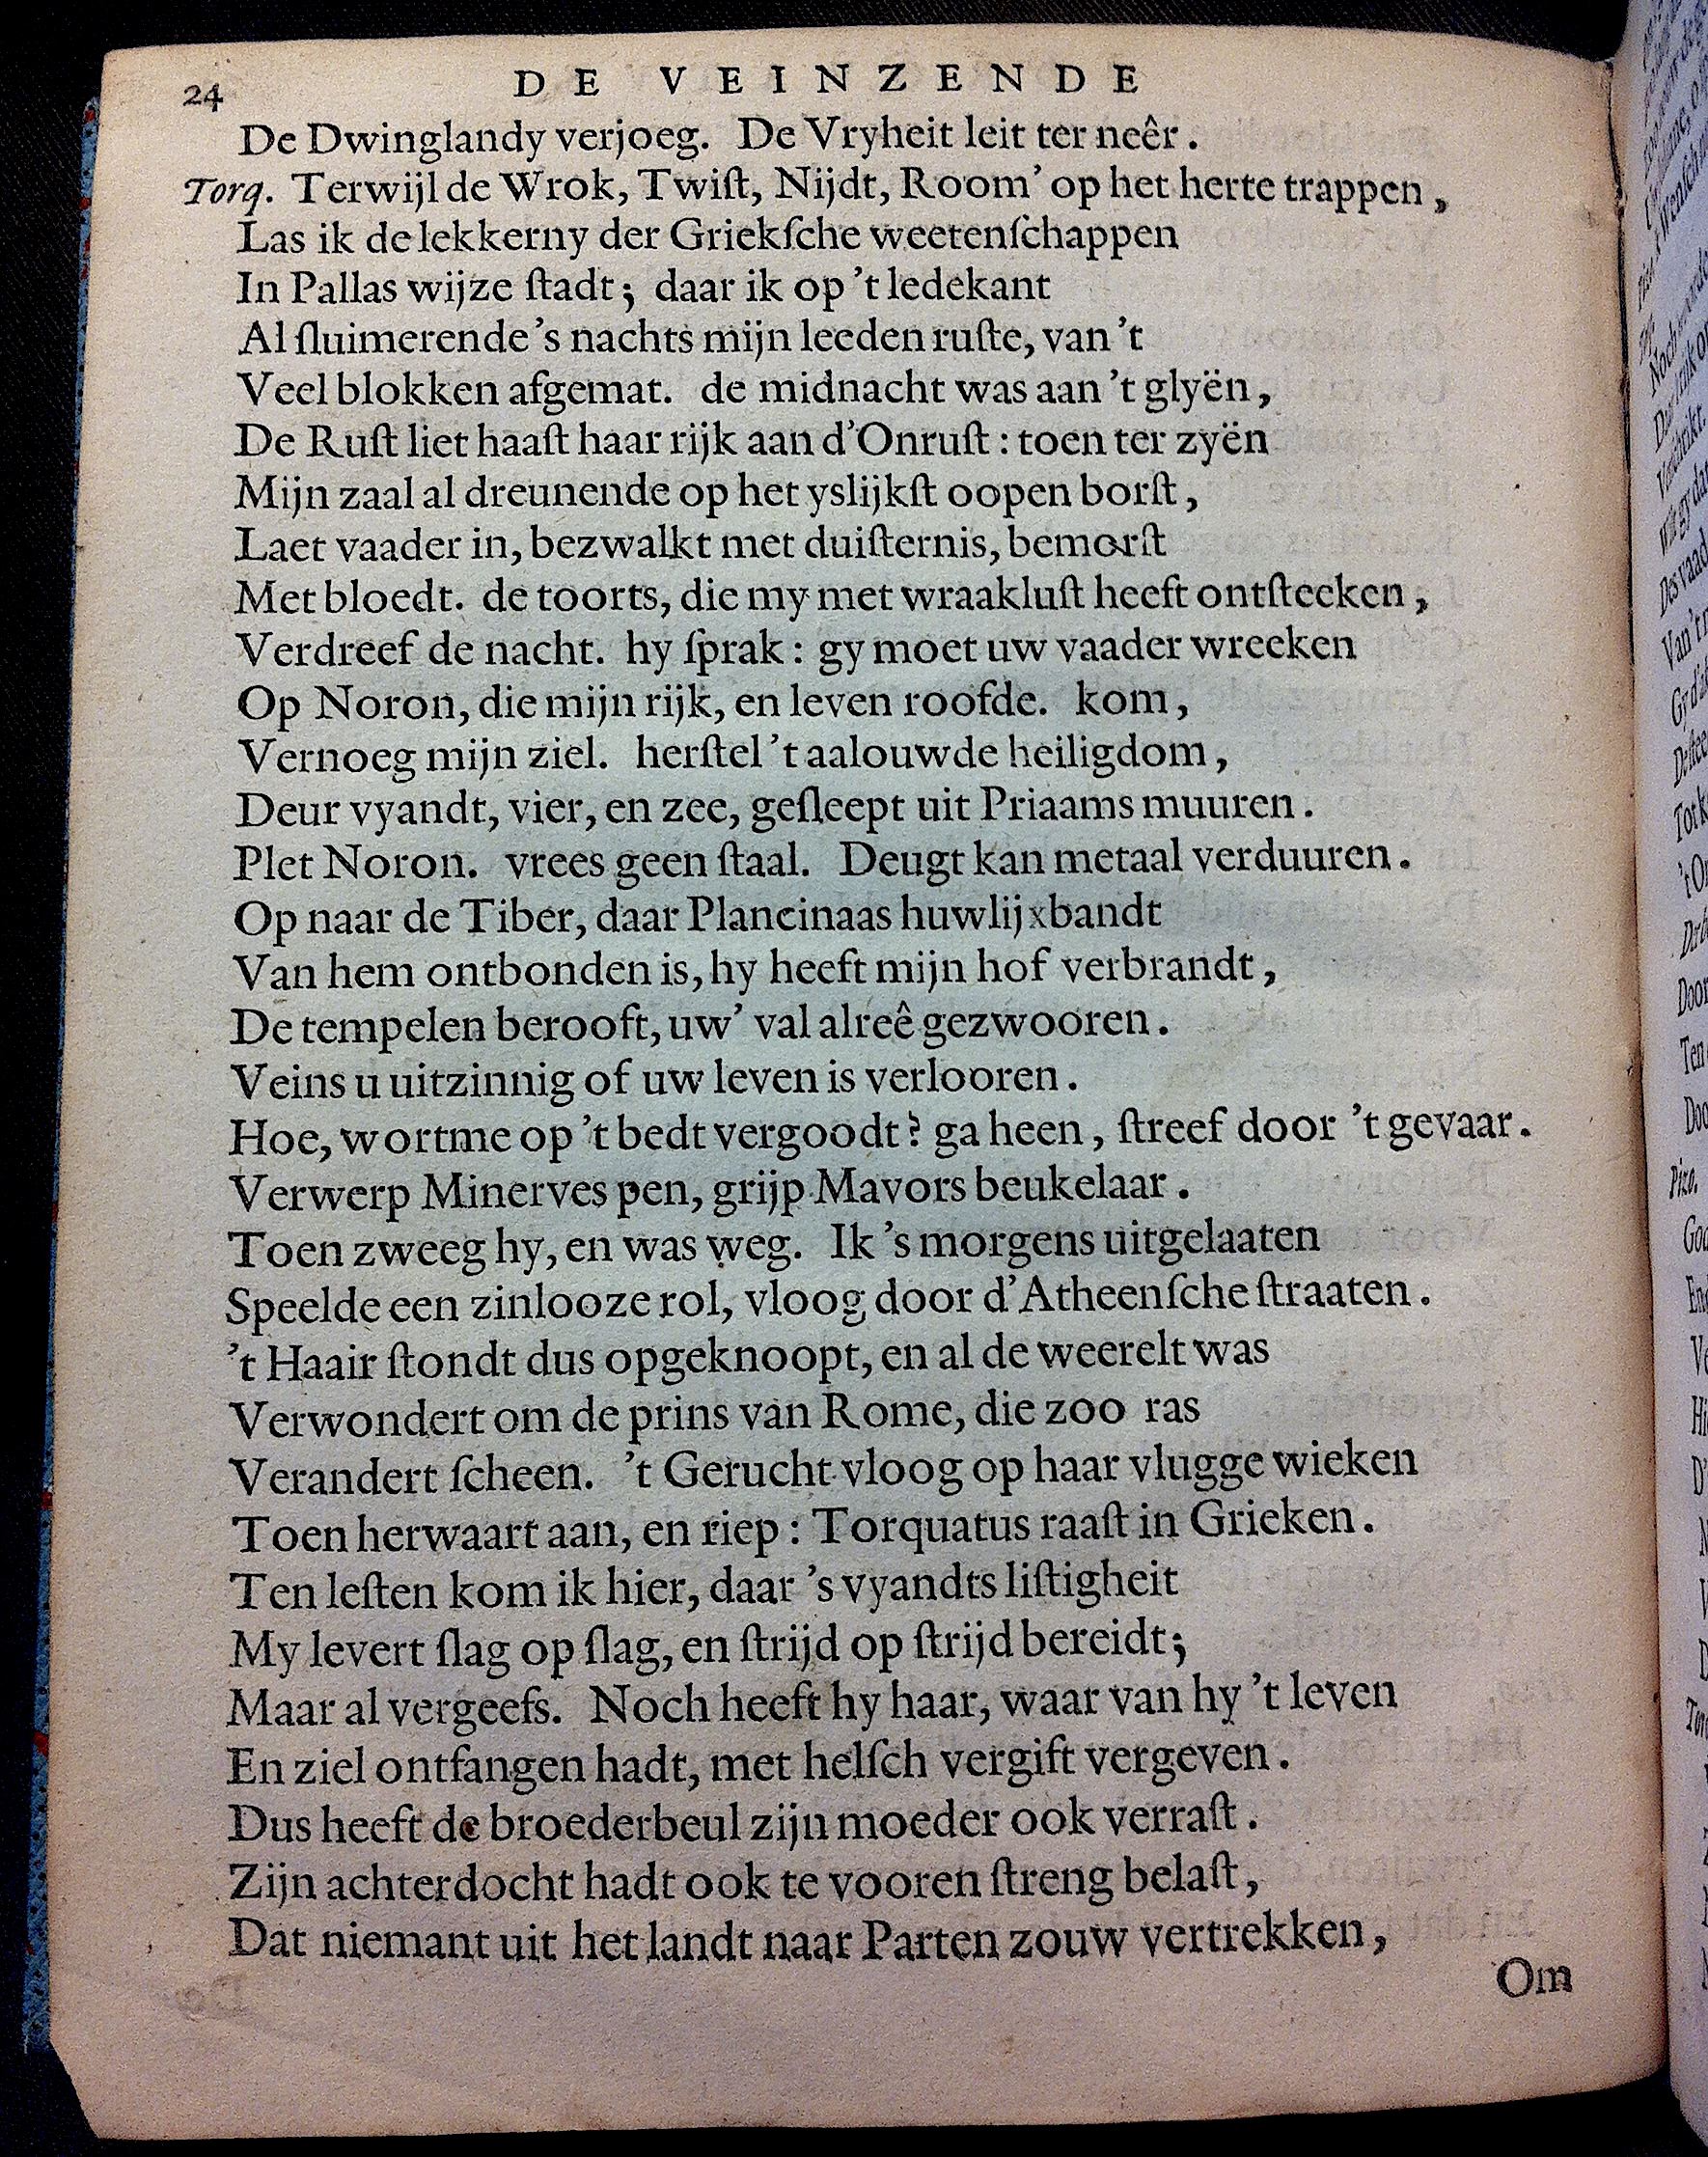 24 DE VEINZENDE
De Dwinglandy verjoeg. De Vryheit leit ter neêr.
Torq. Terwijl de Wrok, Twiſt, Nijdt, Room' op het herte trappen,
Las ik de lekkerny der Griekſche weetenſchappen
In Pallas wijze ſtadt; daar ik op 't ledekant
Al ſluimerende 's nachts mijn leeden ruſte, van 't
Veel blokken afgemat. de midnacht was aan 't glyën,
De Ruſt liet haaſt haar rijk aan d'Onruſt: toen ter zyën
Mijn zaal al dreunende op het yslijkſt oopen borſt,
Laet vaader in, bezwalkt met duiſternis, bemorſt
Met bloedt. de toorts, die my met wraakluſt heeft ontſteeken,
Verdreef de nacht. hy ſprak: gy moet uw vaader wreeken
Op Noron, die mijn rijk, en leven roofde. kom,
Vernoeg mijn ziel. herſtel 't aalouwde heiligdom,
Deur vyandt, vier, en zee, geſleept uit Priaams muuren.
Plet Noron. vrees geen ſtaal. Deugt kan metaal verduuren.
Op naar de Tiber, daar Plancinaas huwlijxbandt
Van hem ontbonden is, hy heeft mijn hof verbrandt,
De tempelen berooft, uw' val alreê gezwooren.
Veins u uitzinnig of uw leven is verlooren.
Hoe, wortme op 't bedt vergoodt? ga heen, ſtreef door 't gevaar.
Verwerp Minerves pen, grijp Mavors beukelaar.
Toen zweeg hy, en was weg. Ik 's morgens uitgelaaten
Speelde een zinlooze rol, vloog door d'Atheenſche ſtraaten.
't Haair ſtondt dus opgeknoopt, en al de weerelt was
Verwondert om de prins van Rome, die zoo ras
Verandert ſcheen. 't Gerucht vloog op haar vlugge wieken
Toen herwaart aan, en riep: Torquatus raaſt in Grieken.
Ten leſten kom ik hier, daar 's vyandts liſtigheit
My levert ſlag op ſlag, en ſtrijd op ſtrijd bereidt;
Maar al vergeefs. Noch heeft hy haar, waar van hy 't leven
En ziel ontfangen hadt, met helſch vergift vergeven.
Dus heeft de broederbeul zijn moeder ook verraſt.
Zijn achterdocht hadt ook te vooren ſtreng belaſt,
Dat niemant uit het landt naar Parten zouw vertrekken,
Om